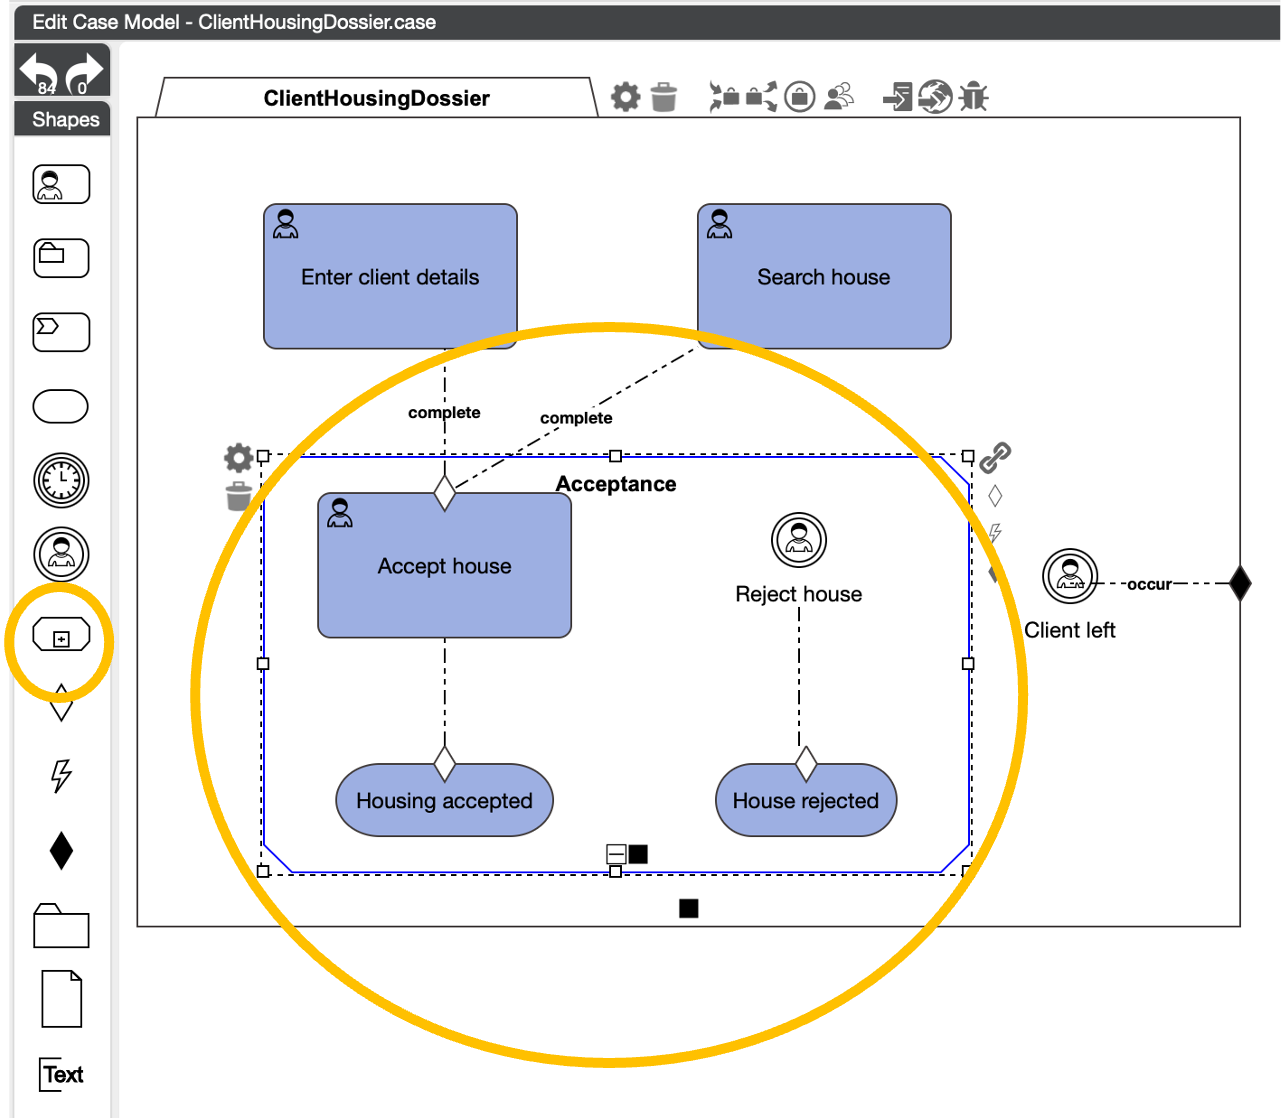 Edit Case Model - ClientHousingDossier.case
84 0
Shapes
ClientHousingDossier
Enter client details
Search house
complete
complete
Acceptance
Accept house
Reject house
occur
Client left
Housing accepted
House rejected
Text